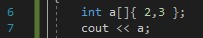 6 int a[]{ 2,3 };
7 cout << a;